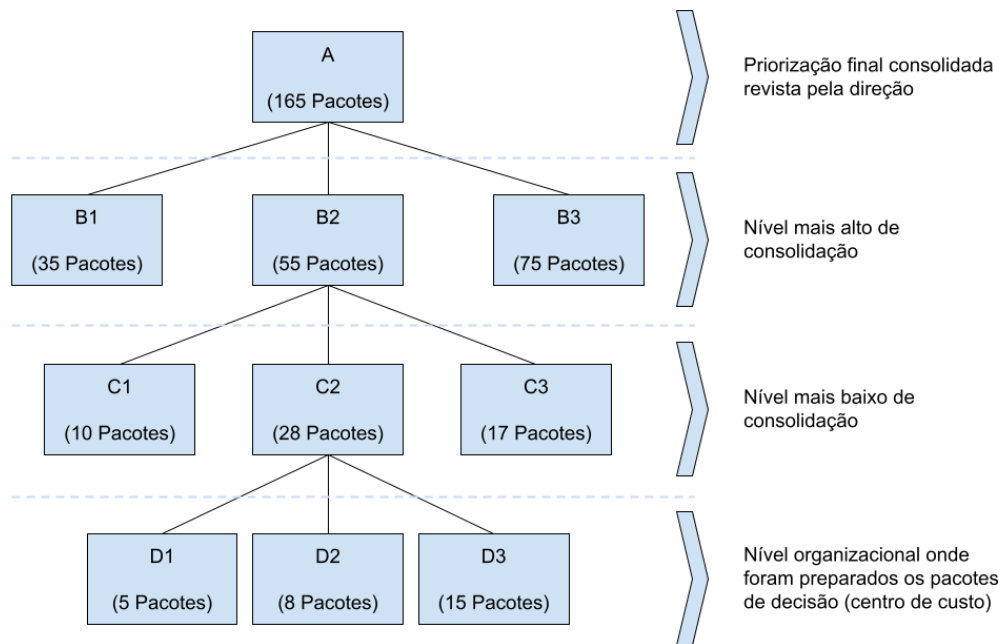 A
(165 Pacotes)
Priorização final consolidada
revista pela direção
B1
(35 Pacotes)
B2
(55 Pacotes)
B3
(75 Pacotes)
Nível mais alto de
consolidação
C1
(10 Pacotes)
C2
(28 Pacotes)
C3
(17 Pacotes)
Nível mais baixo de
consolidação
D1
(5 Pacotes)
D2
(8 Pacotes)
D3
(15 Pacotes)
Nível organizacional onde
foram preparados os pacotes
de decisão (centro de custo)